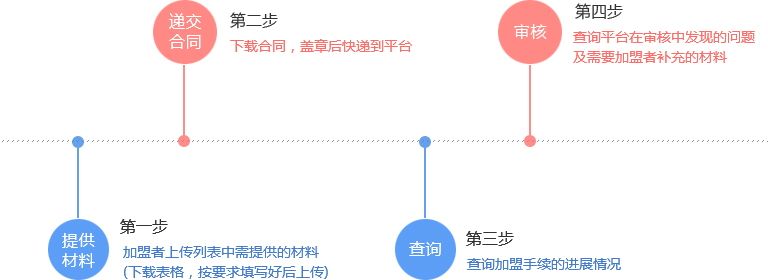 递交
合同
第二步
下载合同，盖章后快递到平台
审核
第四步
查询平台在审核中发现的问题
及需要加盟者补充的材料
提供
材料
第一步
加盟者上传列表中需提供的材料
(下载表格，按要求填写好后上传)
查询
第三步
查询加盟手续的进展情况